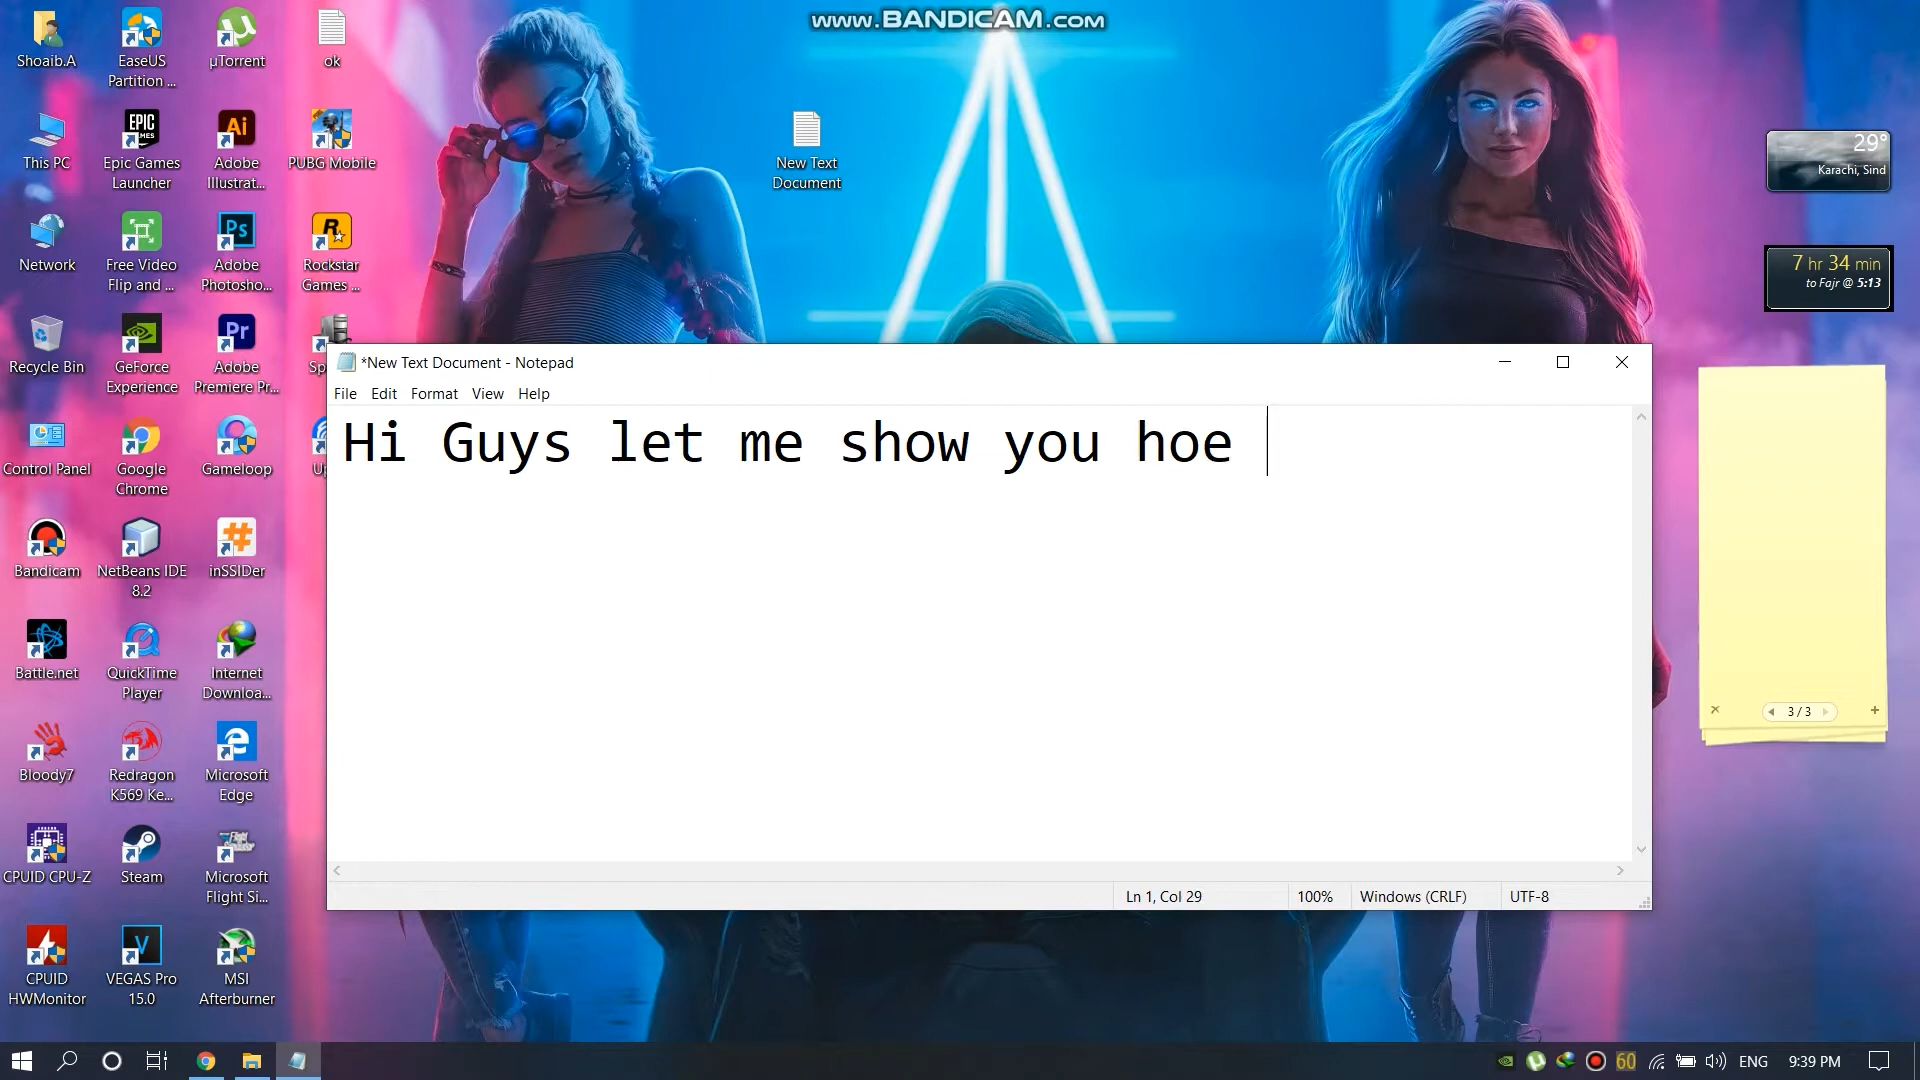 www.BANDICAM.com
Shoaib.A
EaseUS
Partition ...
µTorrent
ok
This PC
EPIC
GAMES
Epic Games
Launcher
Ai
Adobe
Illustrat...
PUBG Mobile
New Text
Document
29°
Karachi, Sind
Network
Free Video
Flip and ...
Ps
Adobe
Photosho...
R
Rockstar
Games ...
7 hr 34 min
to Fajr @ 5:13
Recycle Bin
GeForce
Experience
Pr
Adobe
Premiere Pr...
Sp
*New Text Document - Notepad
File Edit Format View Help
Hi Guys let me show you hoe
Control Panel
Google
Chrome
Gameloop
U
Bandicam
NetBeans IDE
8.2
inSSIDer
Battle.net
QuickTime
Player
Internet
Downloa...
3 / 3
Bloody7
Redragon
K569 Ke...
Microsoft
Edge
CPUID CPU-Z
Steam
Microsoft
Flight Si...
Ln 1, Col 29
100%
Windows (CRLF)
UTF-8
CPUID
HWMonitor
V
VEGAS Pro
15.0
MSI
Afterburner
60
ENG
9:39 PM